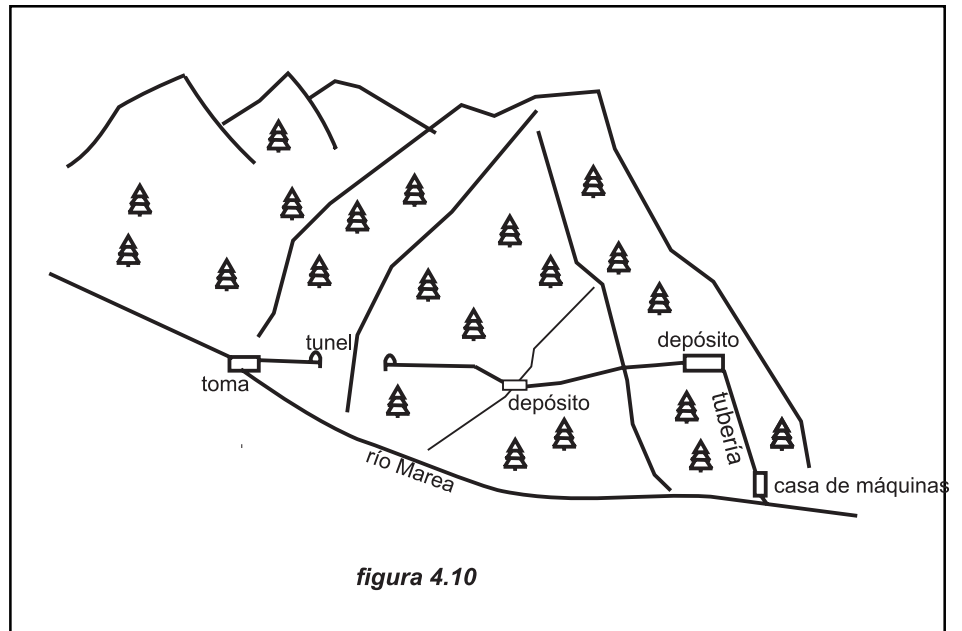 tunel
depósito
toma
depósito
tubería
río Marea
casa de máquinas
figura 4.10